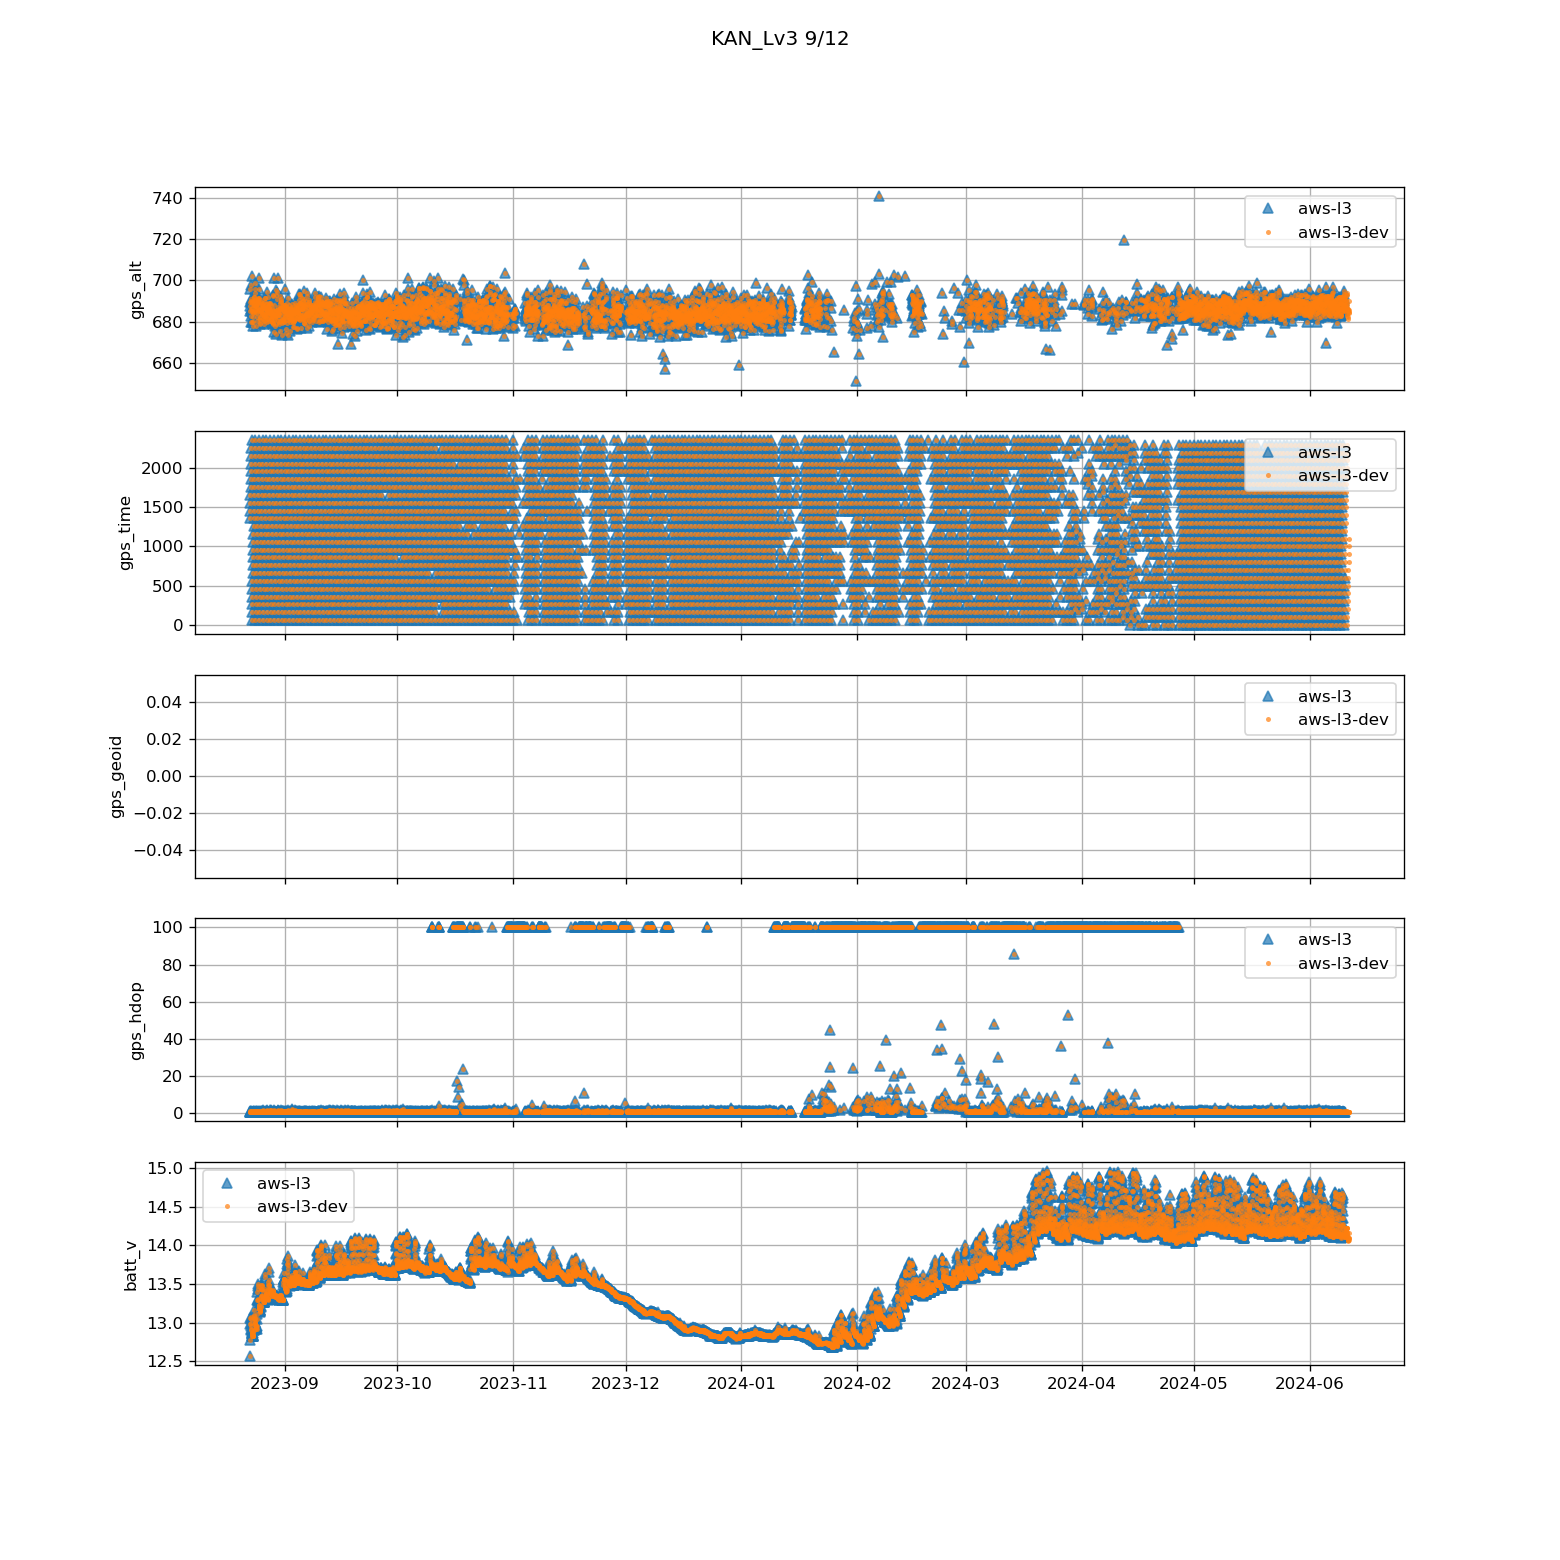 KAN_Lv3 9/12
740
720
700
680
660
gps_alt
aws-l3
aws-l3-dev
2000
1500
1000
500
0
gps_time
aws-l3
aws-l3-dev
0.04
0.02
0.00
−0.02
−0.04
gps_geoid
aws-l3
aws-l3-dev
100
80
60
40
20
0
gps_hdop
aws-l3
aws-l3-dev
15.0
14.5
14.0
13.5
13.0
12.5
batt_v
aws-l3
aws-l3-dev
2023-09 2023-10 2023-11 2023-12 2024-01 2024-02 2024-03 2024-04 2024-05 2024-06